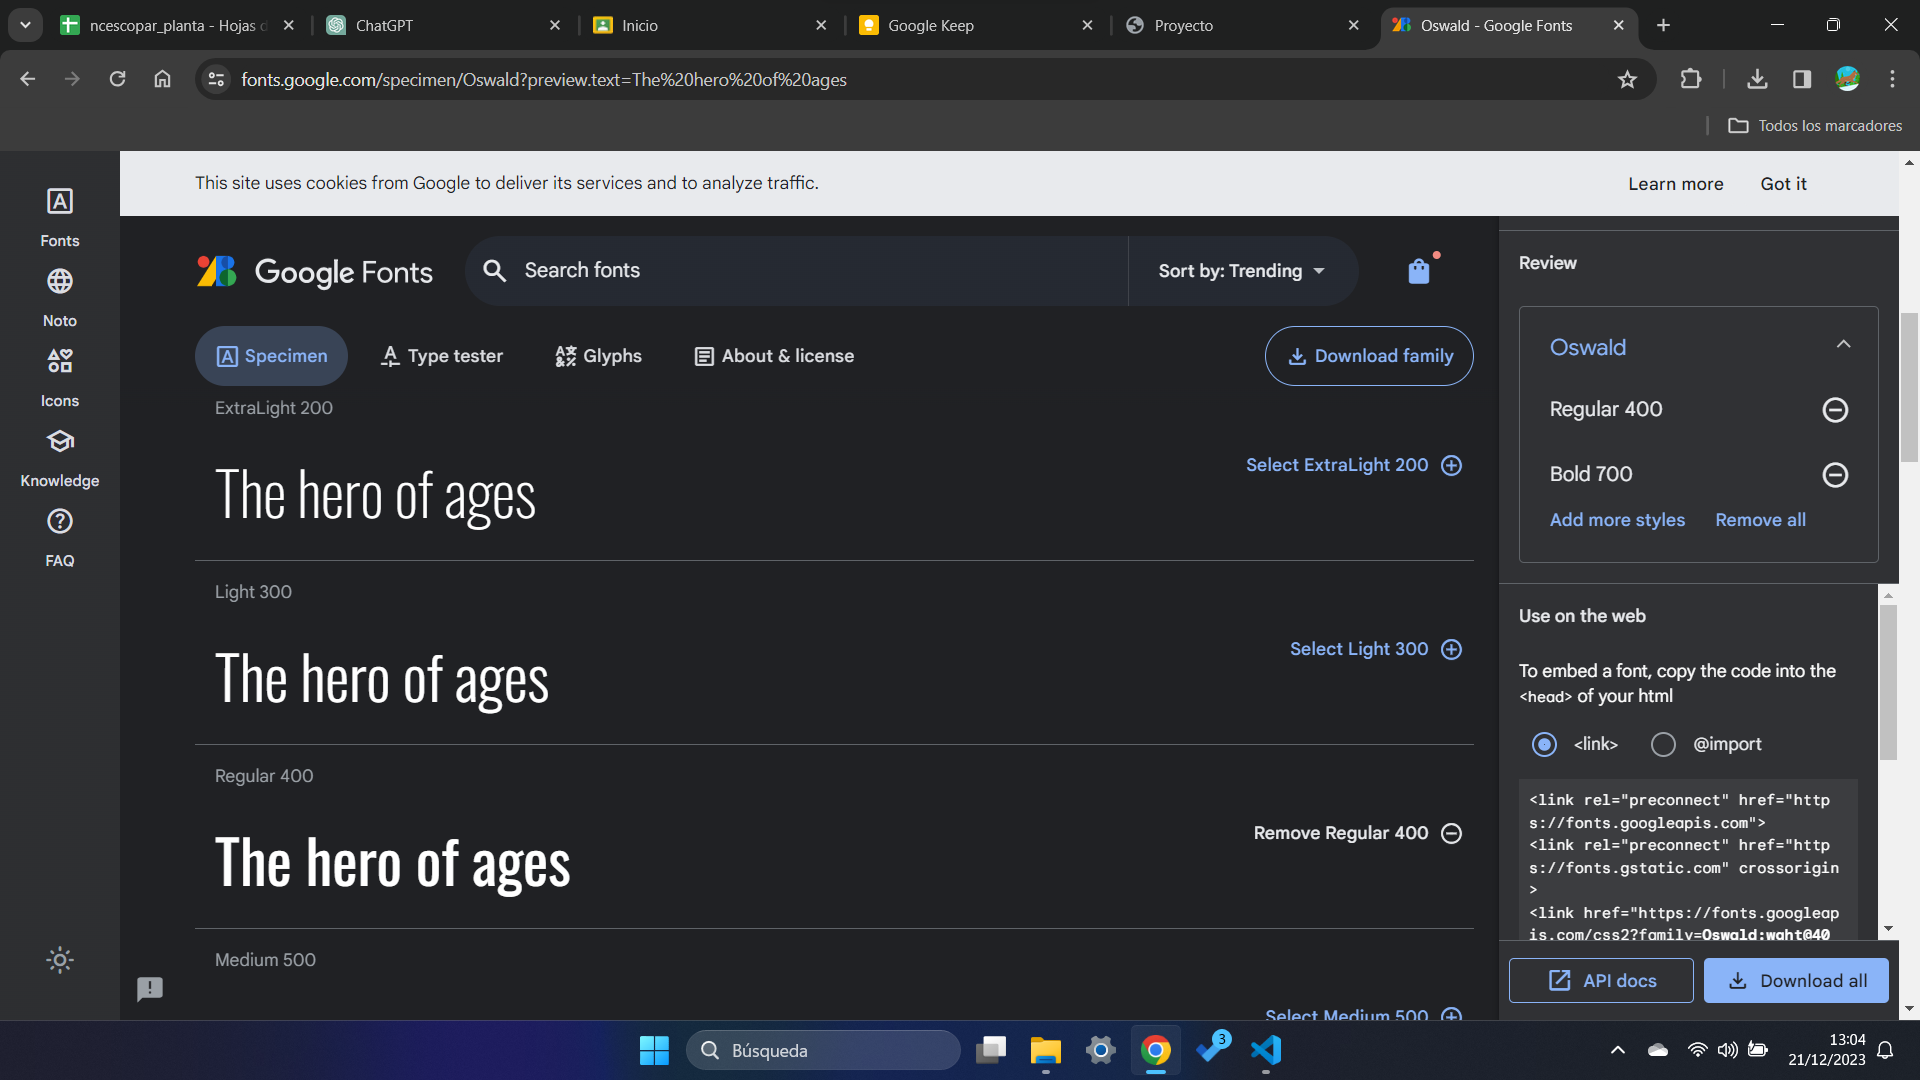 ncescopar_planta - Hojas d
ChatGPT
Inicio
Google Keep
Proyecto
Oswald - Google Fonts
fonts.google.com/specimen/Oswald?preview.text=The%20hero%20of%20ages
Todos los marcadores
This site uses cookies from Google to deliver its services and to analyze traffic.
Learn more
Got it
Fonts
Noto
Icons
Knowledge
FAQ
Google Fonts
Search fonts
Sort by: Trending
Specimen
Type tester
Glyphs
About & license
Download family
ExtraLight 200
Select ExtraLight 200
The hero of ages
Light 300
Select Light 300
The hero of ages
Regular 400
Remove Regular 400
The hero of ages
Medium 500
Select Medium 500
Review
Oswald
Regular 400
Bold 700
Add more styles
Remove all
Use on the web
To embed a font, copy the code into the
<head> of your html
<link>
@import
<link rel="preconnect" href="http
s://fonts.googleapis.com">
<link rel="preconnect" href="http
s://fonts.gstatic.com" crossorigin
>
<link href="https://fonts.googleap
is.com/css2?family=Oswald:wght@40
API docs
Download all
Búsqueda
3
13:04
21/12/2023